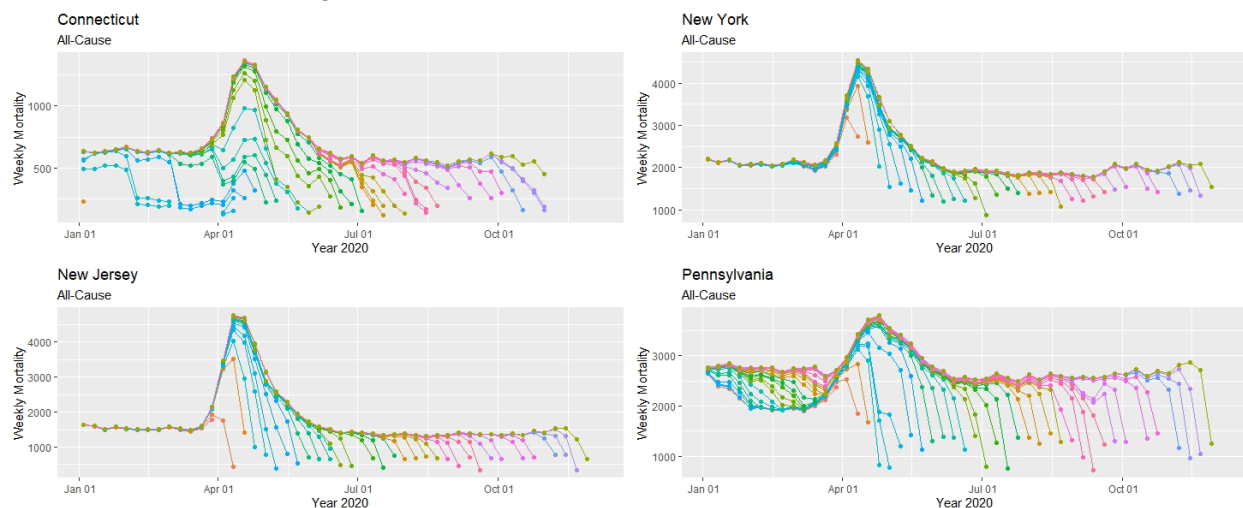 Connecticut
All-Cause
Weekly Mortality
1000
500
Jan 01
Apr 01
Jul 01
Oct 01
Year 2020
New York
All-Cause
Weekly Mortality
4000
3000
2000
1000
Jan 01
Apr 01
Jul 01
Oct 01
Year 2020
New Jersey
All-Cause
Weekly Mortality
4000
3000
2000
1000
Jan 01
Apr 01
Jul 01
Oct 01
Year 2020
Pennsylvania
All-Cause
Weekly Mortality
3000
2000
1000
Jan 01
Apr 01
Jul 01
Oct 01
Year 2020